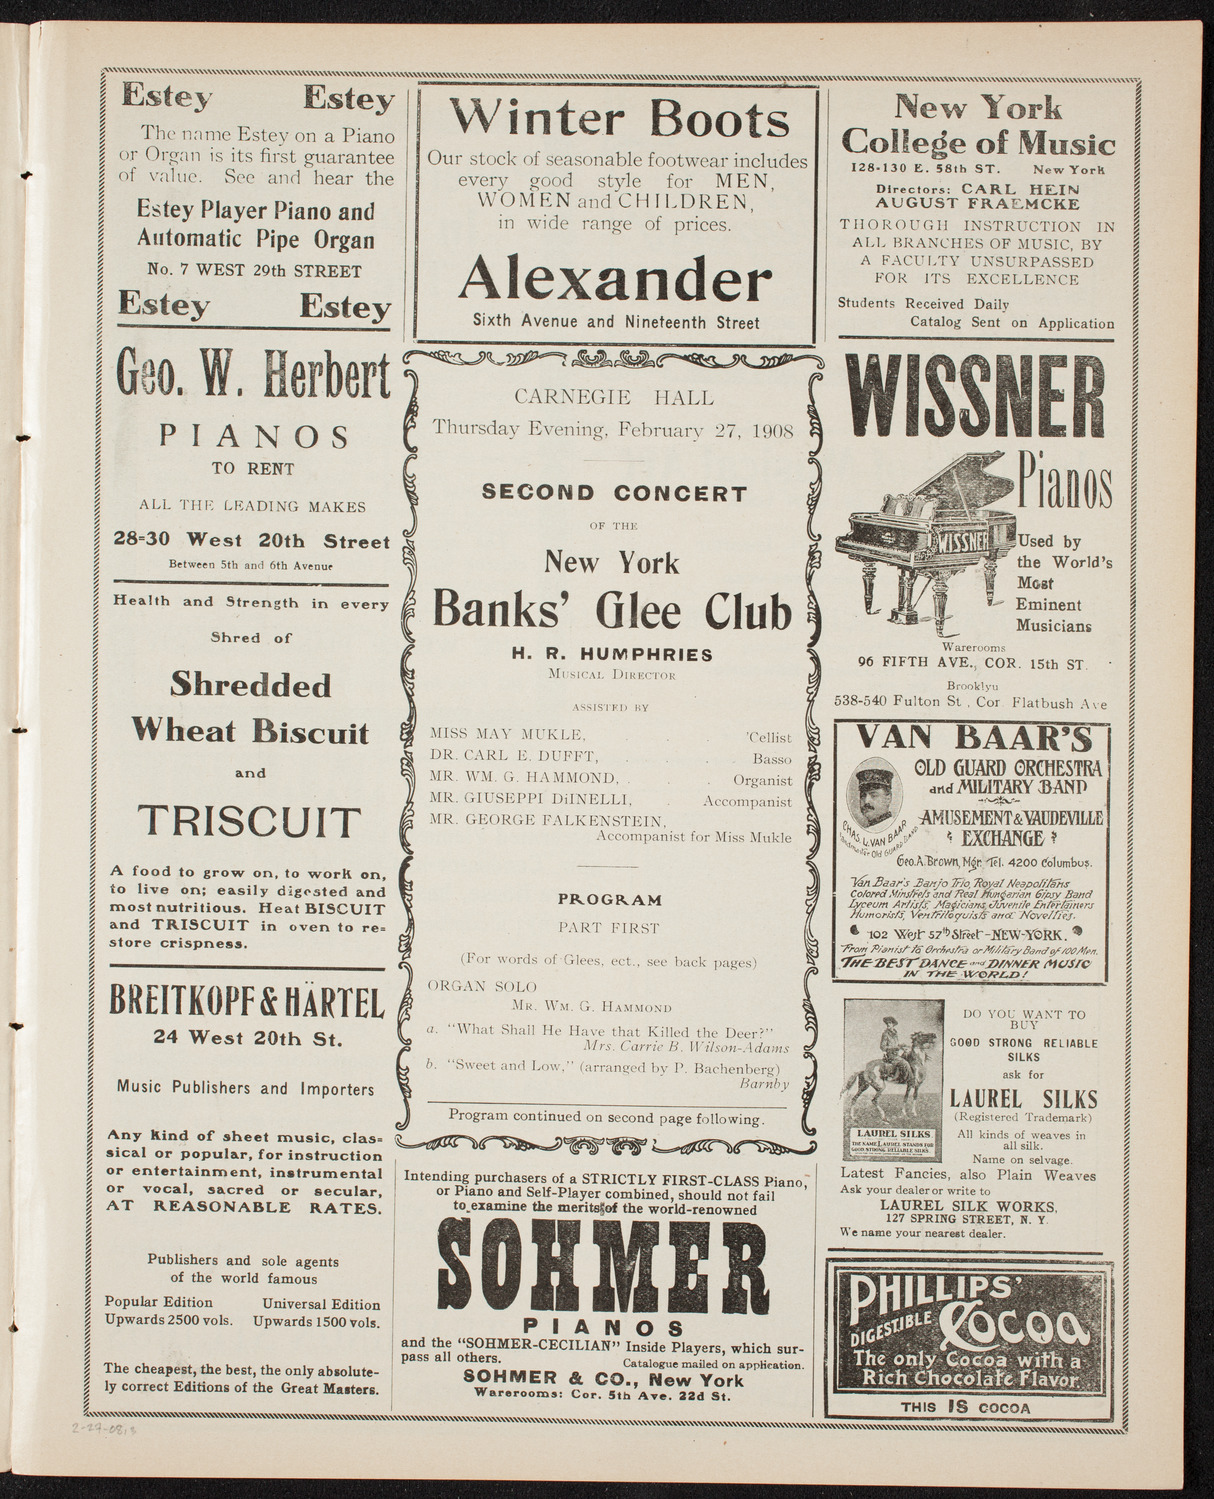 Estey Estey
The name Estey on a Piano
or Organ is its first guarantee
of value. See and hear the
Estey Player Piano and
Automatic Pipe Organ
No. 7 WEST 29th STREET
Estey Estey
Geo. W. Herbert
PIANOS
TO RENT
ALL THE LEADING MAKES
28=30 West 20th Street
Between 5th and 6th Avenue
Health and Strength in every
Shred of
Shredded
Wheat Biscuit
and
TRISCUIT
A food to grow on, to work on,
to live on; easily digested and
most nutritious. Heat BISCUIT
and TRISCUIT in oven to re=
store crispness.
BREITKOPF & HÄRTEL
24 West 20th St.
Music Publishers and Importers
Any kind of sheet music, clas=
sical or popular, for instruction
or entertainment, instrumental
or vocal, sacred or secular,
AT REASONABLE RATES.
Publishers and sole agents
of the world famous
Popular Edition Universal Edition
Upwards 2500 vols. Upwards 1500 vols.
The cheapest, the best, the only absolute-
ly correct Editions of the Great Masters.
2-27-08,3
Winter Boots
Our stock of seasonable footwear includes
every good style for MEN,
WOMEN and CHILDREN,
in wide range of prices.
Alexander
Sixth Avenue and Nineteenth Street
CARNEGIE HALL
Thursday Evening, February 27, 1908
SECOND CONCERT
OF THE
New York
Banks' Glee Club
H. R. HUMPHRIES
MUSICAL DIRECTOR
ASSISTED BY
MISS MAY MUKLE, . . . 'Cellist
DR. CARL E. DUFFT, . . . . Basso
MR. WM. G. HAMMOND, . . . Organist
MR. GIUSEPPI DiINELLI, . Accompanist
MR. GEORGE FALKENSTEIN,
Accompanist for Miss Mukle
PROGRAM
PART FIRST
(For words of Glees, ect., see back pages)
ORGAN SOLO
MR. WM. G. HAMMOND
a. "What Shall He Have that Killed the Deer?"
Mrs. Carrie B. Wilson-Adams
b. "Sweet and Low," (arranged by P. Bachenberg)
Barnby
Program continued on second page following.
Intending purchasers of a STRICTLY FIRST-CLASS Piano,
or Piano and Self-Player combined, should not fail
to examine the merits of the world-renowned
SOHMER
PIANOS
and the "SOHMER-CECILIAN" Inside Players, which sur-
pass all others. Catalogue mailed on application.
SOHMER & CO., New York
Warerooms: Cor. 5th Ave. 22d St.
New York
College of Music
128-130 E. 58th ST. New York
Directors: CARL HEIN
AUGUST FRAEMCKE
THOROUGH INSTRUCTION IN
ALL BRANCHES OF MUSIC, BY
A FACULTY UNSURPASSED
FOR ITS EXCELLENCE
Students Received Daily
Catalog Sent on Application
WISSNER
Pianos
WISSNER
Used by
the World's
Most
Eminent
Musicians
Warerooms
96 FIFTH AVE., COR. 15th ST.
Brooklyn
538-540 Fulton St., Cor. Flatbush Ave
VAN BAAR'S
OLD GUARD ORCHESTRA
and MILITARY BAND
AMUSEMENT & VAUDEVILLE
EXCHANGE
CHAS. L. VAN BAAR
Old Guard Band
Geo. A. Brown, Mgr. Tel. 4200 Columbus.
Van Baar's Banjo Trio, Royal Neapolitans
Colored Minstrels and Real Hungarian Gipsy Band
Lyceum Artists, Magicians, Juvenile Entertainers
Humorists, Ventriloquists and Novelties.
102 West 57th Street - NEW-YORK.
From Pianist to Orchestra or Military Band of 100 Men.
THE BEST DANCE and DINNER MUSIC
IN THE WORLD!
DO YOU WANT TO
BUY
GOOD STRONG RELIABLE
SILKS
ask for
LAUREL SILKS
(Registered Trademark)
All kinds of weaves in
all silk.
Name on selvage.
LAUREL SILKS
THE NAME LAUREL STANDS FOR
GOOD STRONG RELIABLE SILKS
Latest Fancies, also Plain Weaves
Ask your dealer or write to
LAUREL SILK WORKS,
127 SPRING STREET, N. Y.
We name your nearest dealer.
PHILLIPS'
DIGESTIBLE COCOA
The only Cocoa with a
Rich Chocolate Flavor
THIS IS COCOA